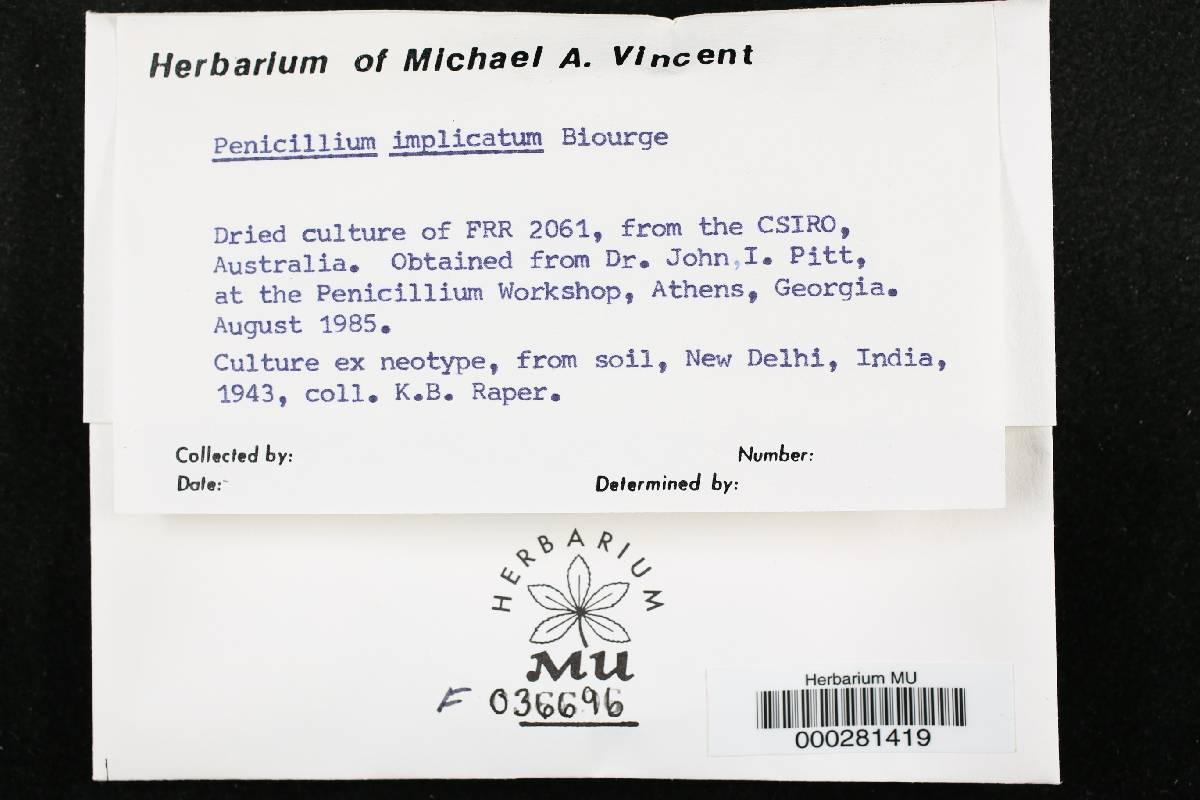 Herbarium of Michael A. Vincent
Penicillium implicatum Biourge
Dried culture of FRR 2061, from the CSIRO,
Australia. Obtained from Dr. John,I. Pitt,
at the Penicillium Workshop, Athens, Georgia.
August 1985.
Culture ex neotype, from soil, New Delhi, India,
1943, coll. K.B. Raper.
Collected by:
Number:
Date:
Determined by:
HERBARIUM
MU
F 036696
Herbarium MU
000281419